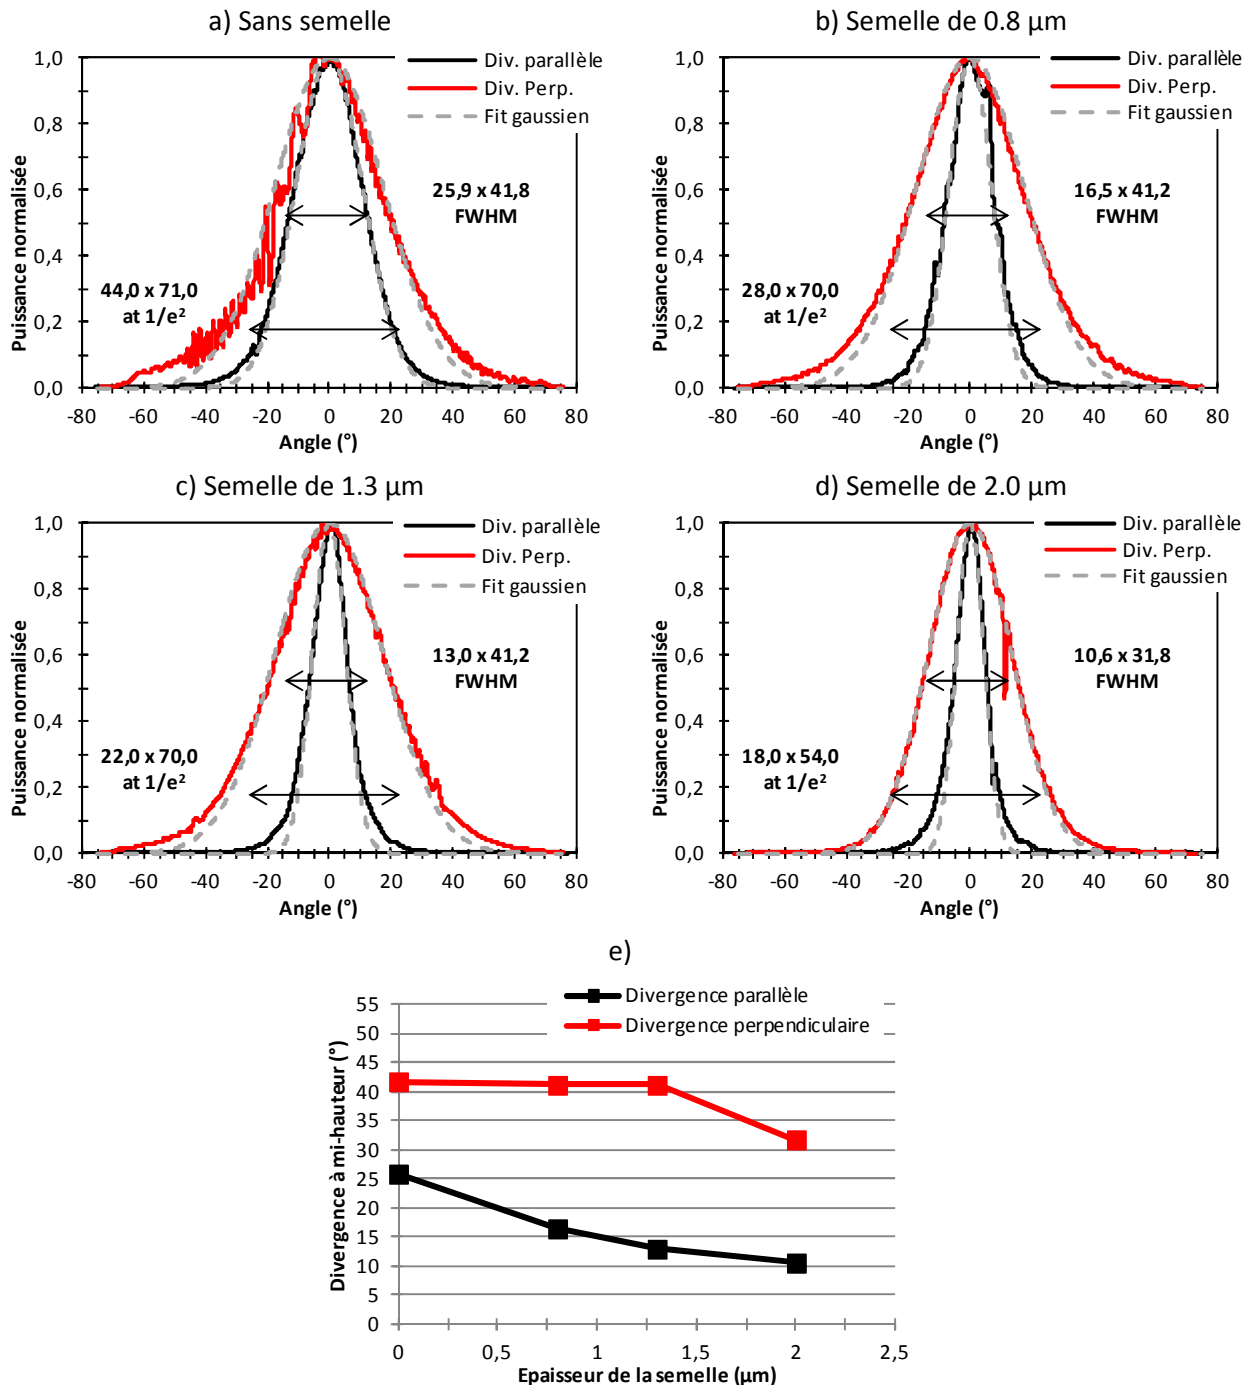 a) Sans semelle
Div. parallèle
Div. Perp.
Fit gaussien
25,9 x 41,8
FWHM
44,0 x 71,0
at 1/e²
Puissance normalisée
1,0
0,8
0,6
0,4
0,2
0,0
-80 -60 -40 -20 0 20 40 60 80
Angle (°)
b) Semelle de 0.8 µm
Div. parallèle
Div. Perp.
Fit gaussien
16,5 x 41,2
FWHM
28,0 x 70,0
at 1/e²
Puissance normalisée
1,0
0,8
0,6
0,4
0,2
0,0
-80 -60 -40 -20 0 20 40 60 80
Angle (°)
c) Semelle de 1.3 µm
Div. parallèle
Div. Perp.
Fit gaussien
13,0 x 41,2
FWHM
22,0 x 70,0
at 1/e²
Puissance normalisée
1,0
0,8
0,6
0,4
0,2
0,0
-80 -60 -40 -20 0 20 40 60 80
Angle (°)
d) Semelle de 2.0 µm
Div. parallèle
Div. Perp.
Fit gaussien
10,6 x 31,8
FWHM
18,0 x 54,0
at 1/e²
Puissance normalisée
1,0
0,8
0,6
0,4
0,2
0,0
-80 -60 -40 -20 0 20 40 60 80
Angle (°)
e)
Divergence parallèle
Divergence perpendiculaire
Divergence à mi-hauteur (°)
55
50
45
40
35
30
25
20
15
10
5
0
0 0,5 1 1,5 2 2,5
Epaisseur de la semelle (µm)